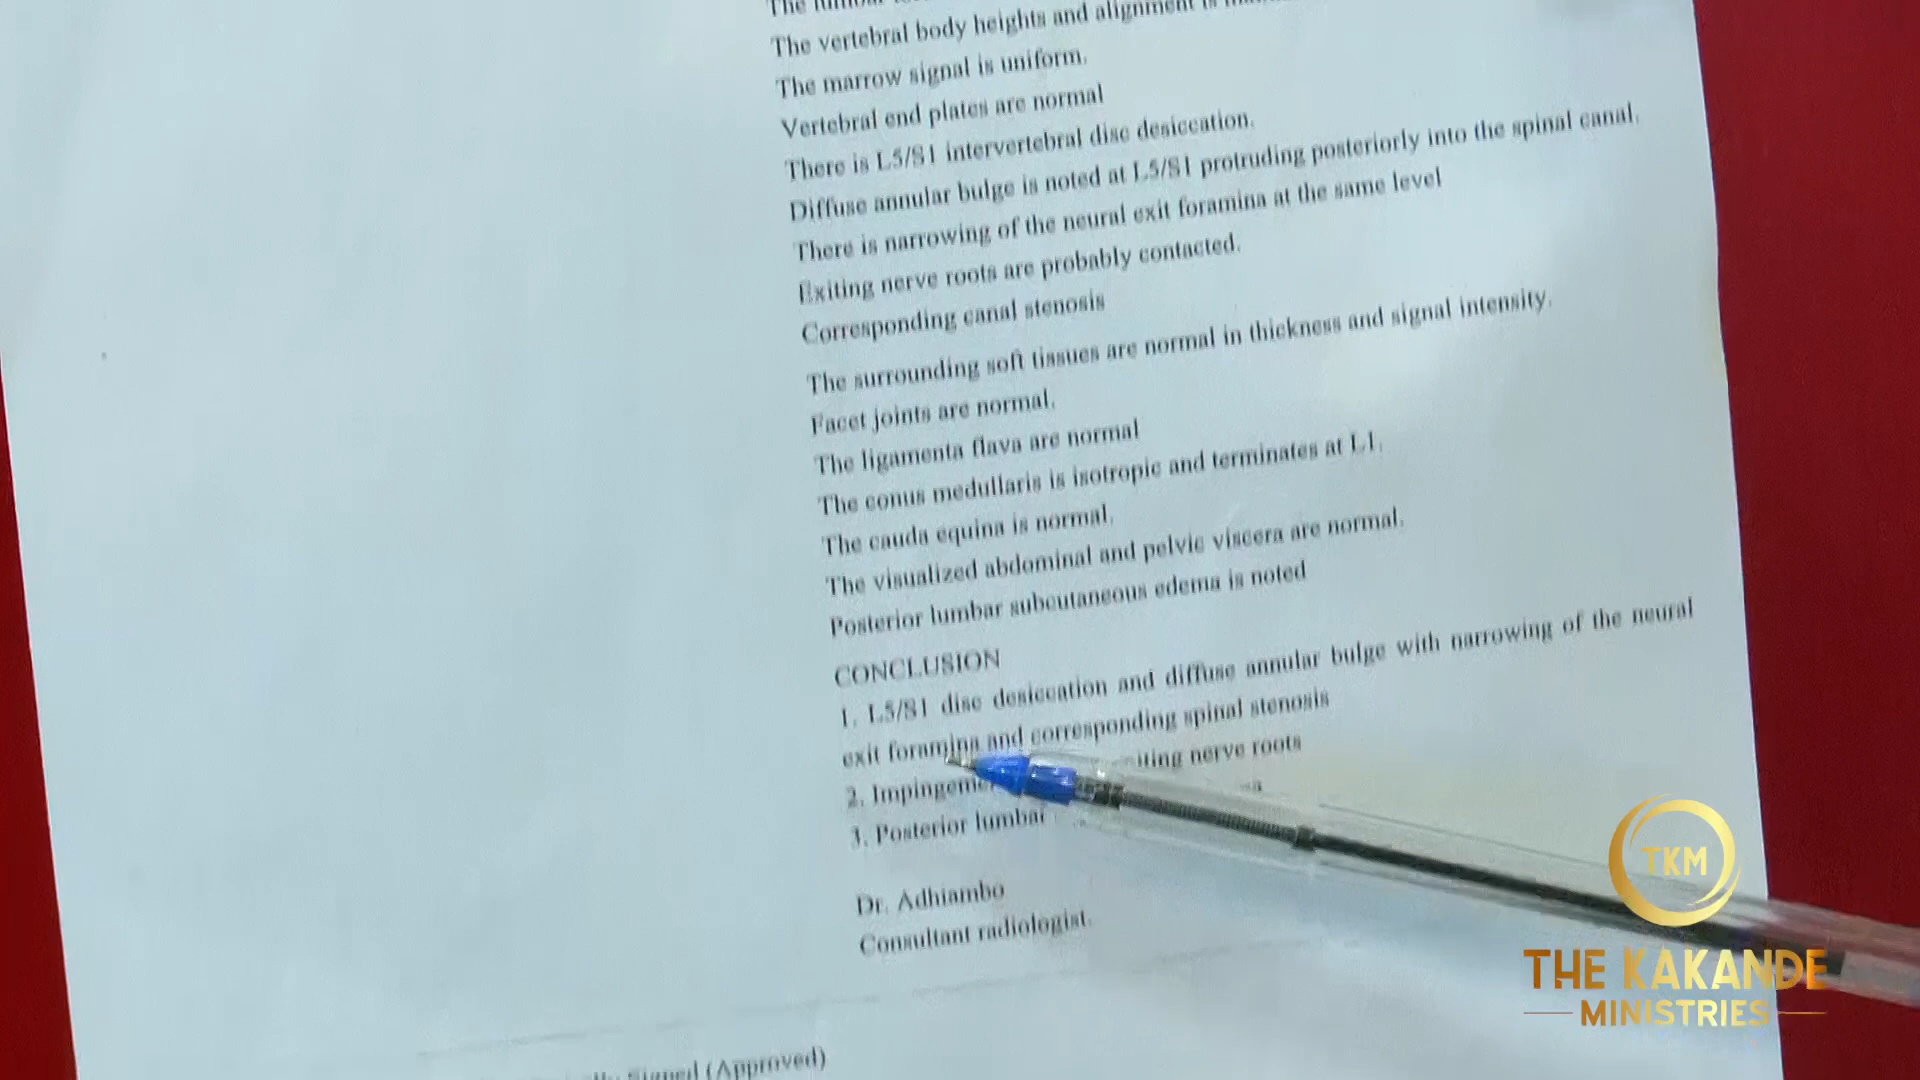 The lumbar
The vertebral body heights and alignment is
The marrow signal is uniform.
Vertebral end plates are normal
There is L5/S1 intervertebral disc desiccation.
Diffuse annular bulge is noted at L5/S1 protruding posteriorly into the spinal canal.
There is narrowing of the neural exit foramina at the same level
Exiting nerve roots are probably contacted.
Corresponding canal stenosis
The surrounding soft tissues are normal in thickness and signal intensity.
Facet joints are normal.
The ligamenta flava are normal
The conus medullaris is isotropic and terminates at L1.
The cauda equina is normal.
The visualized abdominal and pelvic viscera are normal.
Posterior lumbar subcutaneous edema is noted
CONCLUSION
1. L5/S1 disc desiccation and diffuse annular bulge with narrowing of the neural
exit foramina and corresponding spinal stenosis
2. nerve roots
3. Posterior lumbar
Dr. Adhiambo
Consultant radiologist.
Signed (Approved)
TKM
THE KAKANDE
MINISTRIES